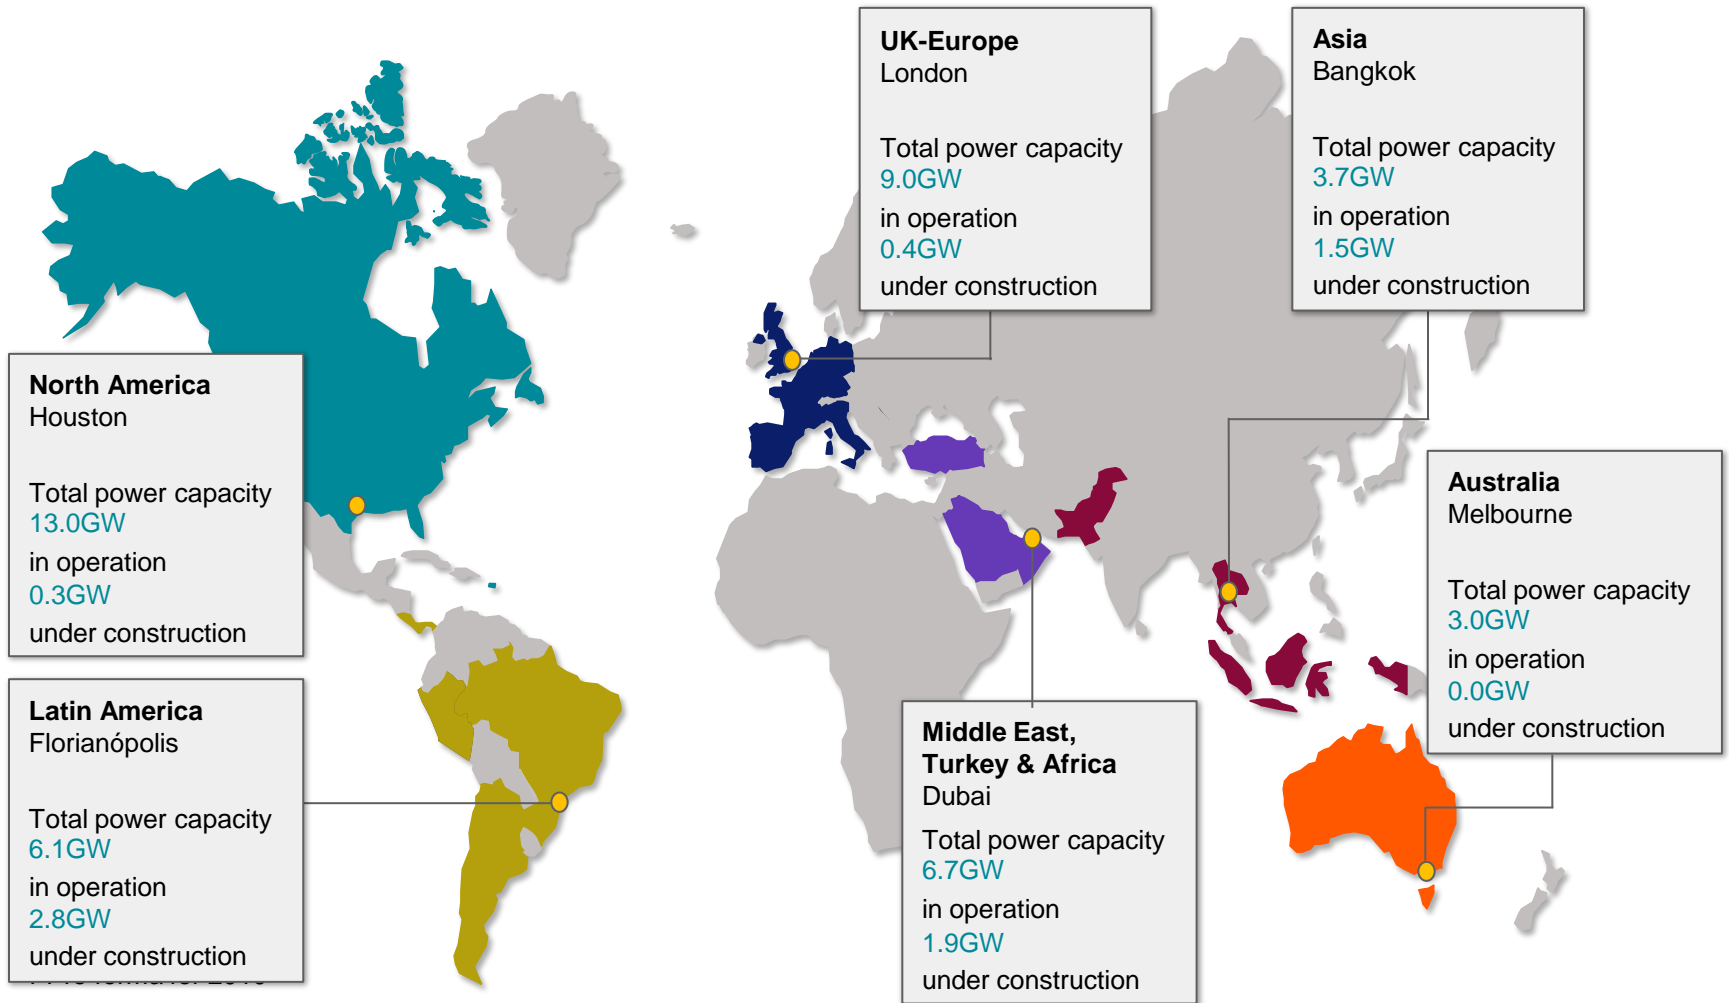 UK-Europe
London
Total power capacity
9.0GW
in operation
0.4GW
under construction
Asia
Bangkok
Total power capacity
3.7GW
in operation
1.5GW
under construction
North America
Houston
Total power capacity
13.0GW
in operation
0.3GW
under construction
Australia
Melbourne
Total power capacity
3.0GW
in operation
0.0GW
under construction
Latin America
Florianópolis
Total power capacity
6.1GW
in operation
2.8GW
under construction
Middle East,
Turkey & Africa
Dubai
Total power capacity
6.7GW
in operation
1.9GW
under construction